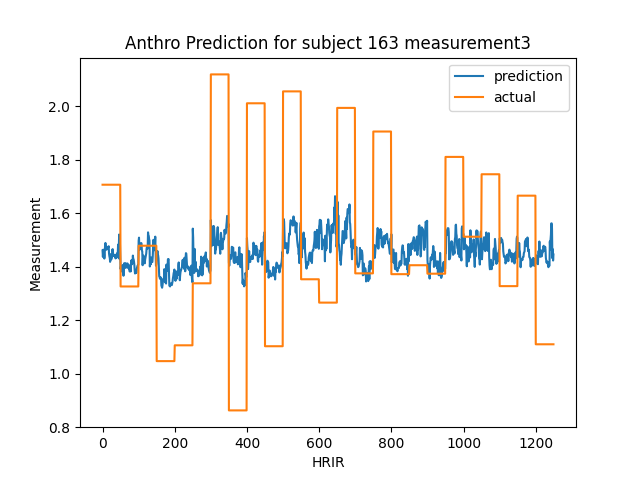 Anthro Prediction for subject 163 measurement3
prediction
actual
Measurement
2.0
1.8
1.6
1.4
1.2
1.0
0.8
0 200 400 600 800 1000 1200
HRIR